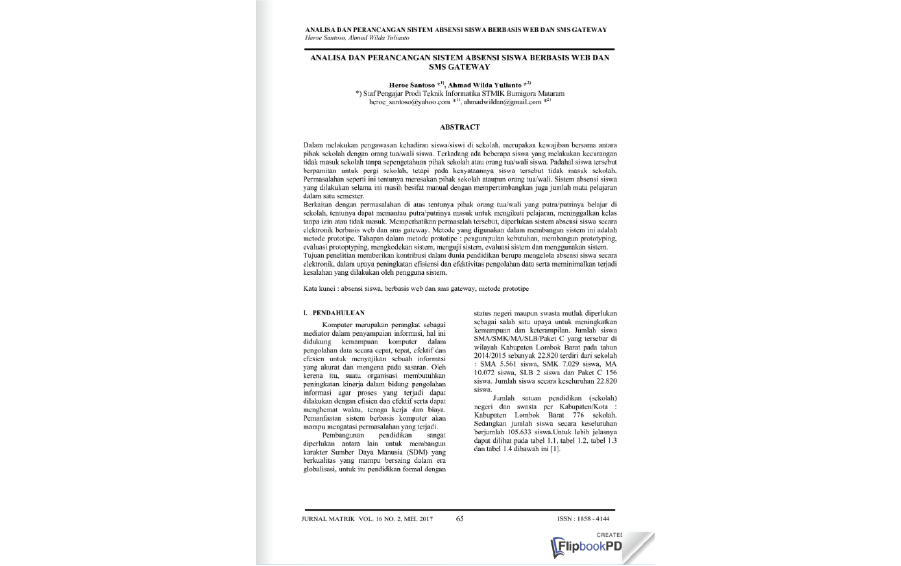 ANALISA DAN PERANCANGAN SISTEM ABSENSI SISWA BERBASIS WEB DAN SMS GATEWAY
Heroe Santoso, Ahmad Wilda Yulianto
ANALISA DAN PERANCANGAN SISTEM ABSENSI SISWA BERBASIS WEB DAN
SMS GATEWAY
Heroe Santoso *1), Ahmad Wilda Yulianto *2)
*) Staf Pengajar Prodi Teknik Informatika STMIK Bumigora Mataram
heroe_santoso@yahoo.com *1), ahmadwildan@gmail.com *2)
ABSTRACT
Dalam melakukan pengawasan kehadiran siswa/siswi di sekolah, merupakan kewajiban bersama antara
pihak sekolah dengan orang tua/wali siswa. Terkadang ada beberapa siswa yang melakukan kecurangan
tidak masuk sekolah tanpa sepengetahuan pihak sekolah atau orang tua/wali siswa. Padahal siswa tersebut
berpamitan untuk pergi sekolah, tetapi pada kenyataannya siswa tersebut tidak masuk sekolah.
Permasalahan seperti ini tentunya meresakan pihak sekolah ataupun orang tua/wali. Sistem absensi siswa
yang dilakukan selama ini masih besifat manual dengan mempertimbangkan juga jumlah mata pelajaran
dalam satu semester.
Berkaitan dengan permasalahan di atas tentunya pihak orang tua/wali yang putra/putrinya belajar di
sekolah, tentunya dapat memantau putra/putrinya masuk untuk mengikuti pelajaran, meninggalkan kelas
tanpa izin atau tidak masuk. Memperhatikan permasalah tersebut, diperlukan sistem absensi siswa secara
elektronik berbasis web dan sms gateway. Metode yang digunakan dalam membangun sistem ini adalah
metode prototipe. Tahapan dalam metode prototipe : pengumpulan kebutuhan, membangun prototyping,
evaluasi protoptyping, mengkodekan sistem, menguji sistem, evaluasi sistem dan menggunakan sistem.
Tujuan penelitian memberikan kontribusi dalam dunia pendidikan berupa mengelola absensi siswa secara
elektronik, dalam upaya peningkatan efisiensi dan efektivitas pengolahan data serta meminimalkan terjadi
kesalahan yang dilakukan oleh pengguna sistem.
Kata kunci : absensi siswa, berbasis web dan sms gateway, metode prototipe
I. PENDAHULUAN
Komputer merupakan perangkat sebagai
mediator dalam penyampaian informasi, hal ini
didukung kemampuan komputer dalam
pengolahan data secara cepat, tepat, efektif dan
efesien untuk menyajikan sebuah informasi
yang akurat dan mengena pada sasaran. Oleh
kerena itu, suatu organisasi membutuhkan
peningkatan kinerja dalam bidang pengolahan
informasi agar proses yang terjadi dapat
dilakukan dengan efisien dan efektif serta dapat
menghemat waktu, tenaga kerja dan biaya.
Pemanfaatan sistem berbasis komputer akan
mampu mengatasi permasalahan yang terjadi.
Pembangunan pendidikan sangat
diperlukan antara lain untuk membangun
karakter Sumber Daya Manusia (SDM) yang
berkualitas yang mampu bersaing dalam era
globalisasi, untuk itu pendidikan formal dengan
status negeri maupun swasta mutlak diperlukan
sebagai salah satu upaya untuk meningkatkan
kemampuan dan keterampilan. Jumlah siswa
SMA/SMK/MA/SLB/Paket C yang tersebar di
wilayah Kabupaten Lombok Barat pada tahun
2014/2015 sebanyak 22.820 terdiri dari sekolah
: SMA 5.561 siswa, SMK 7.029 siswa, MA
10.072 siswa, SLB 2 siswa dan Paket C 156
siswa. Jumlah siswa secara keseluruhan 22.820
siswa.
Jumlah satuan pendidikan (sekolah)
negeri dan swasta per Kabupaten/Kota :
Kabupaten Lombok Barat 776 sekolah.
Sedangkan jumlah siswa secara keseluruhan
berjumlah 105.633 siswa.Untuk lebih jelasnya
dapat dilihat pada tabel 1.1, tabel 1.2, tabel 1.3
dan tabel 1.4 dibawah ini [1].
JURNAL MATRIK VOL. 16 NO. 2, MEI, 2017 65 ISSN : 1858 - 4144
CREATE
FlipbookPD